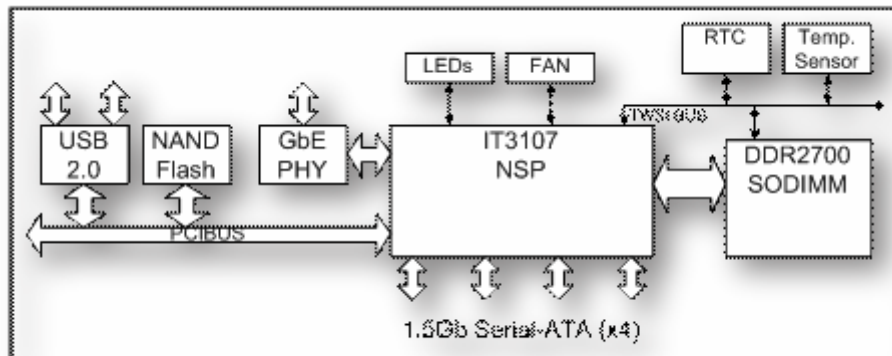 RTC
Temp.
Sensor
LEDs
FAN
TWSI BUS
USB
2.0
NAND
Flash
GbE
PHY
IT3107
NSP
DDR2700
SODIMM
PCIBUS
1.5Gb Serial-ATA (x4)